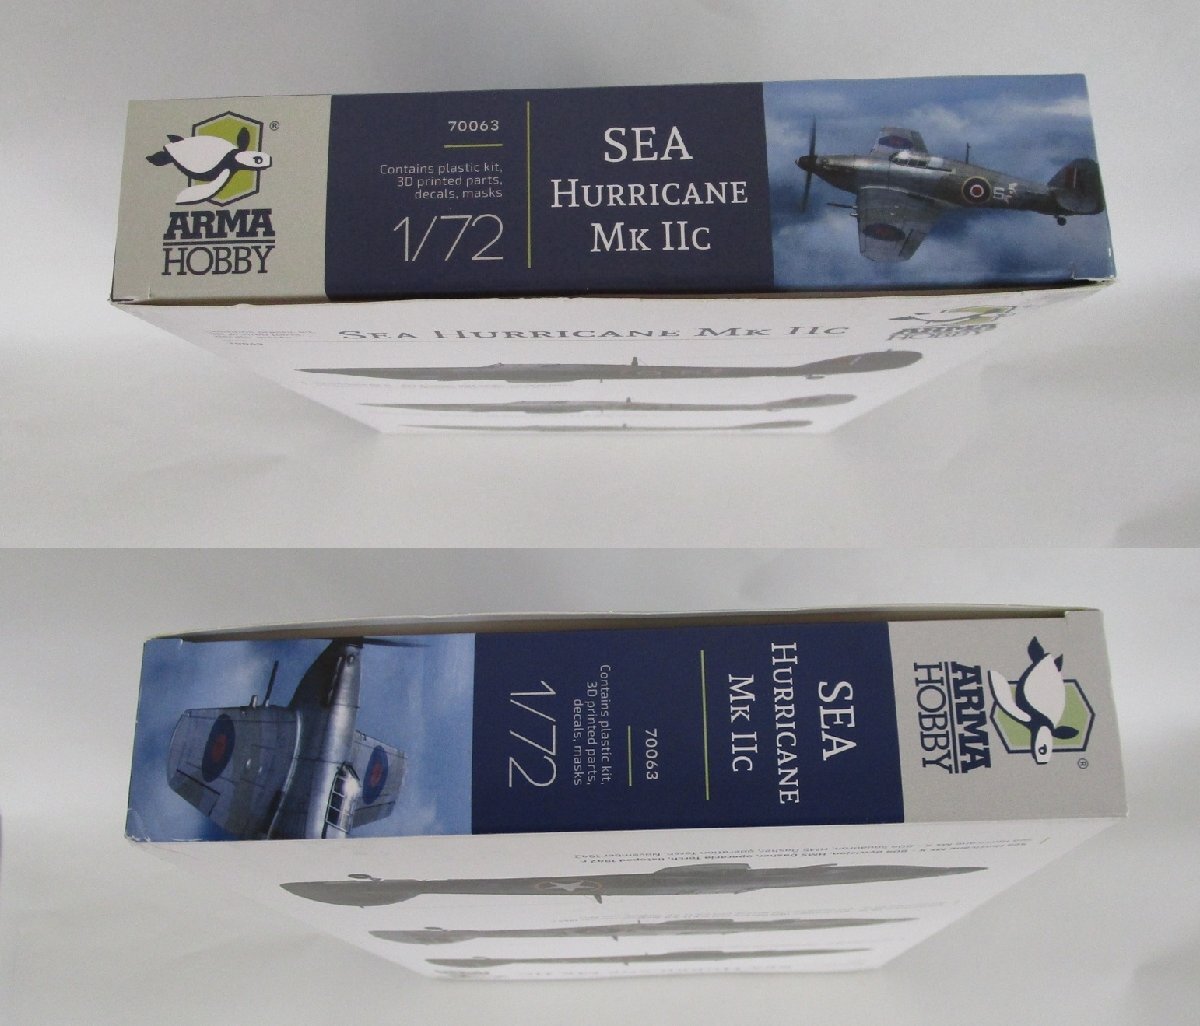 ARMA
HOBBY
®
70063
Contains plastic kit,
3D printed parts,
decals, masks
1/72
SEA
HURRICANE
MK IIC
SEA HURRICANE MK IIC
ARMA
HOBBY
1/72
Contains plastic kit,
3D printed parts,
decals, masks
70063
SEA
HURRICANE
MK IIC
ARMA
HOBBY
®